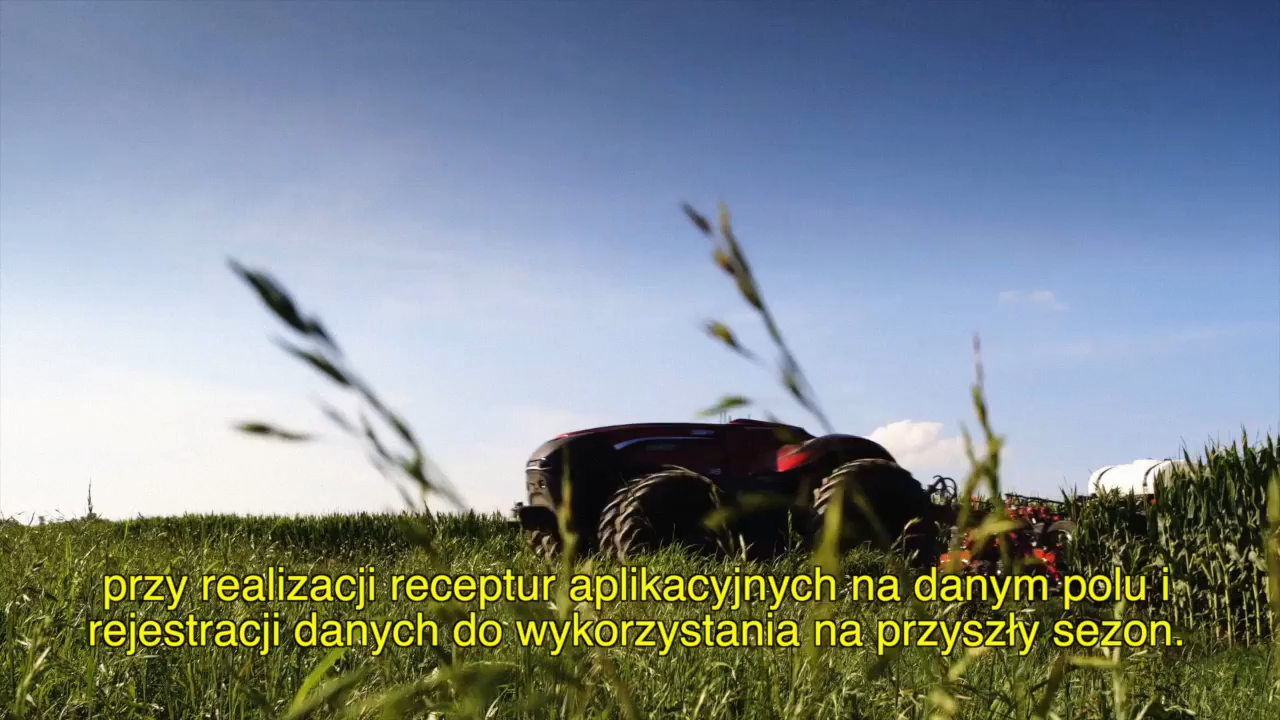 przy realizacji receptur aplikacyjnych na danym polu i
rejestracji danych do wykorzystania na przyszły sezon.